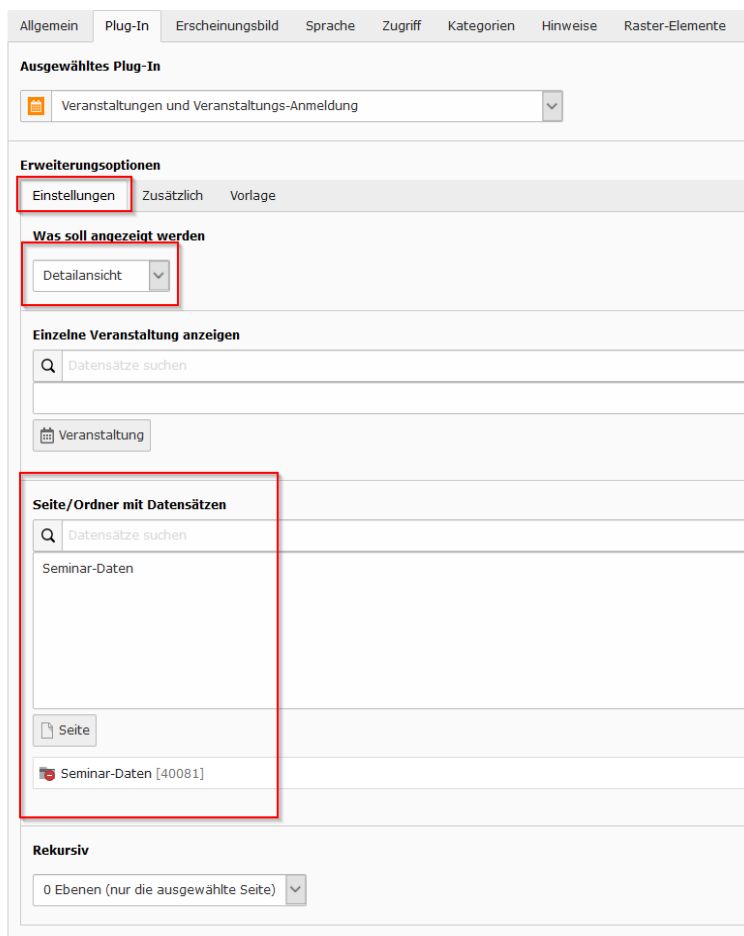 Allgemein Plug-In Erscheinungsbild Sprache Zugriff Kategorien Hinweise Raster-Elemente
Ausgewähltes Plug-In
Veranstaltungen und Veranstaltungs-Anmeldung
Erweiterungsoptionen
Einstellungen Zusätzlich Vorlage
Was soll angezeigt werden
Detailansicht
Einzelne Veranstaltung anzeigen
Datensätze suchen
Veranstaltung
Seite/Ordner mit Datensätzen
Datensätze suchen
Seminar-Daten
Seite
Seminar-Daten [40081]
Rekursiv
0 Ebenen (nur die ausgewählte Seite)